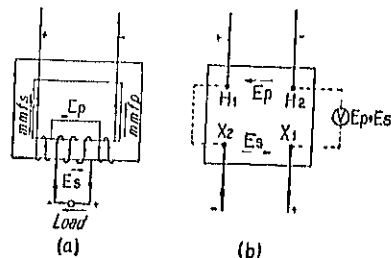 + -
mmfs
Ep
mmfp
Es
- +
Load
(a)
+ -
Ep
H1 H2
V Ep+Es
X2 X1
Es
- +
(b)